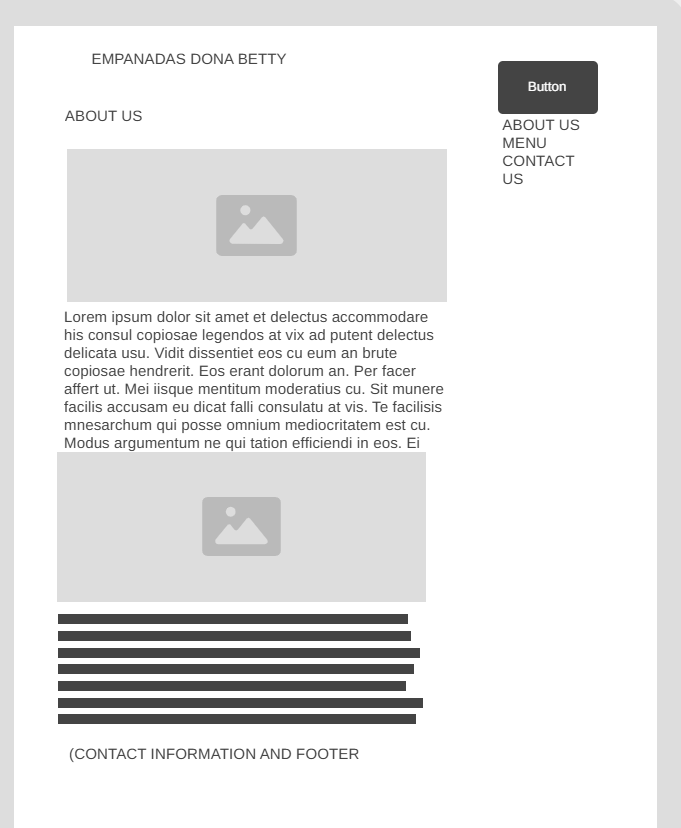 EMPANADAS DONA BETTY
Button
ABOUT US
ABOUT US
MENU
CONTACT
US
Lorem ipsum dolor sit amet et delectus accommodare
his consul copiosae legendos at vix ad putent delectus
delicata usu. Vidit dissentiet eos cu eum an brute
copiosae hendrerit. Eos erant dolorum an. Per facer
affert ut. Mei iisque mentitum moderatius cu. Sit munere
facilis accusam eu dicat falli consulatu at vis. Te facilisis
mnesarchum qui posse omnium mediocritatem est cu.
Modus argumentum ne qui tation efficiendi in eos. Ei
(CONTACT INFORMATION AND FOOTER